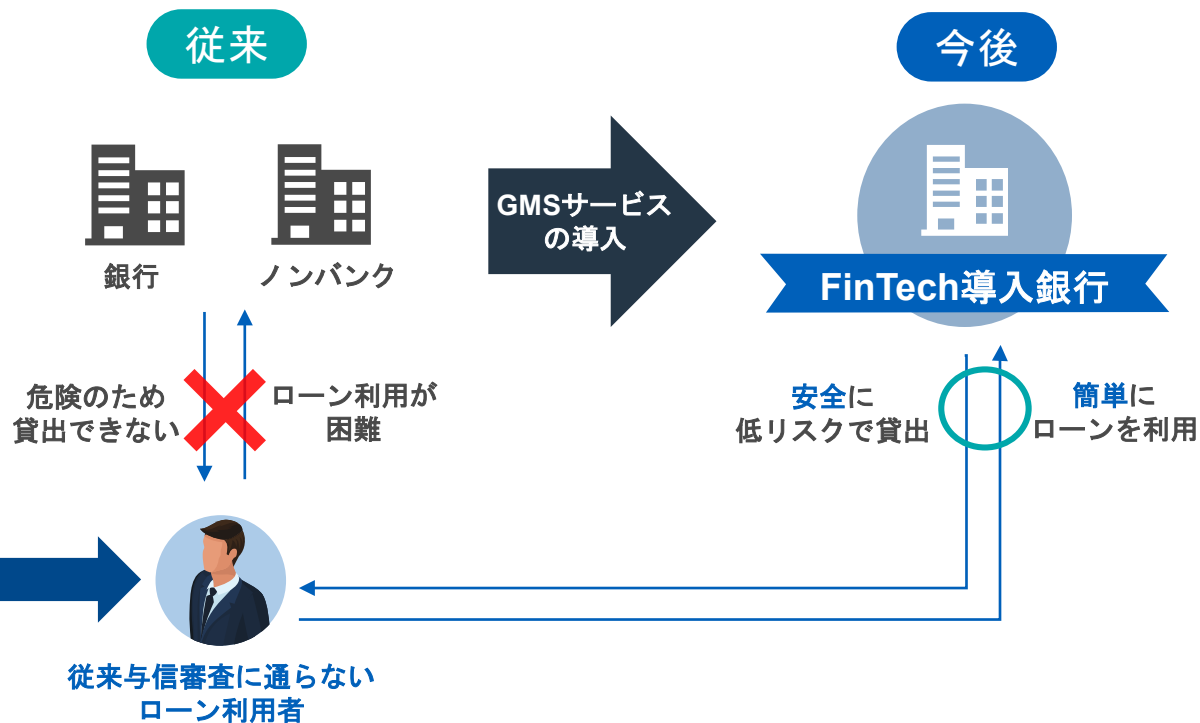 従来
今後
銀行
ノンバンク
GMSサービス
の導入
FinTech導入銀行
危険のため
貸出できない
ローン利用が
困難
安全に
低リスクで貸出
簡単に
ローンを利用
従来与信審査に通らない
ローン利用者